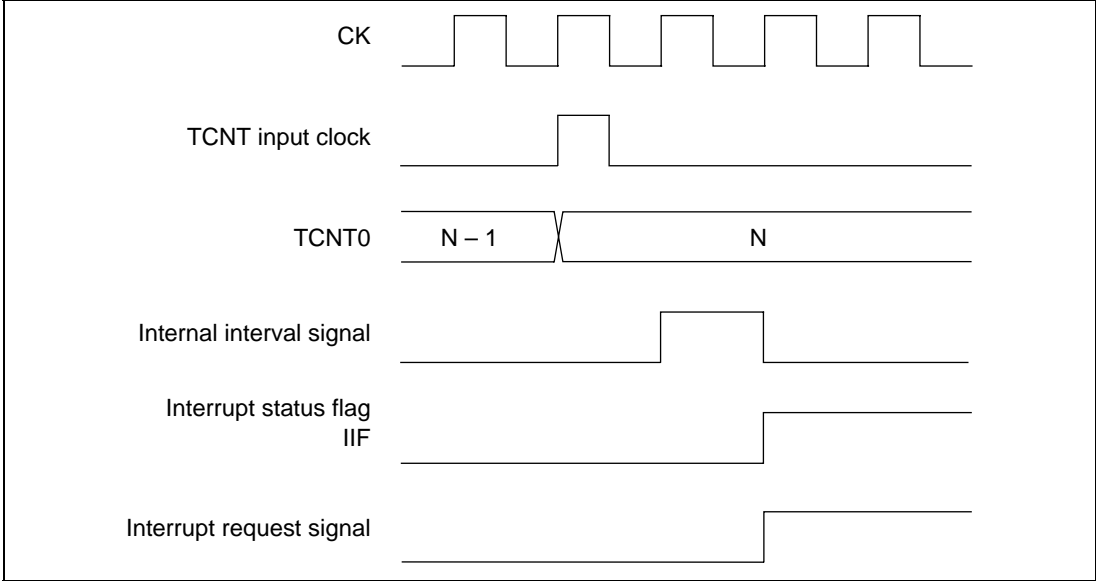 CK
TCNT input clock
TCNT0
N – 1
N
Internal interval signal
Interrupt status flag
IIF
Interrupt request signal